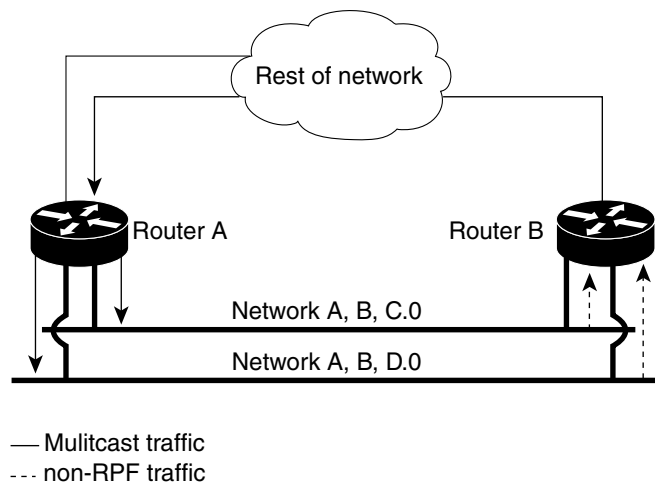 Rest of network
Router A
Router B
Network A, B, C.0
Network A, B, D.0
Mulitcast traffic
non-RPF traffic